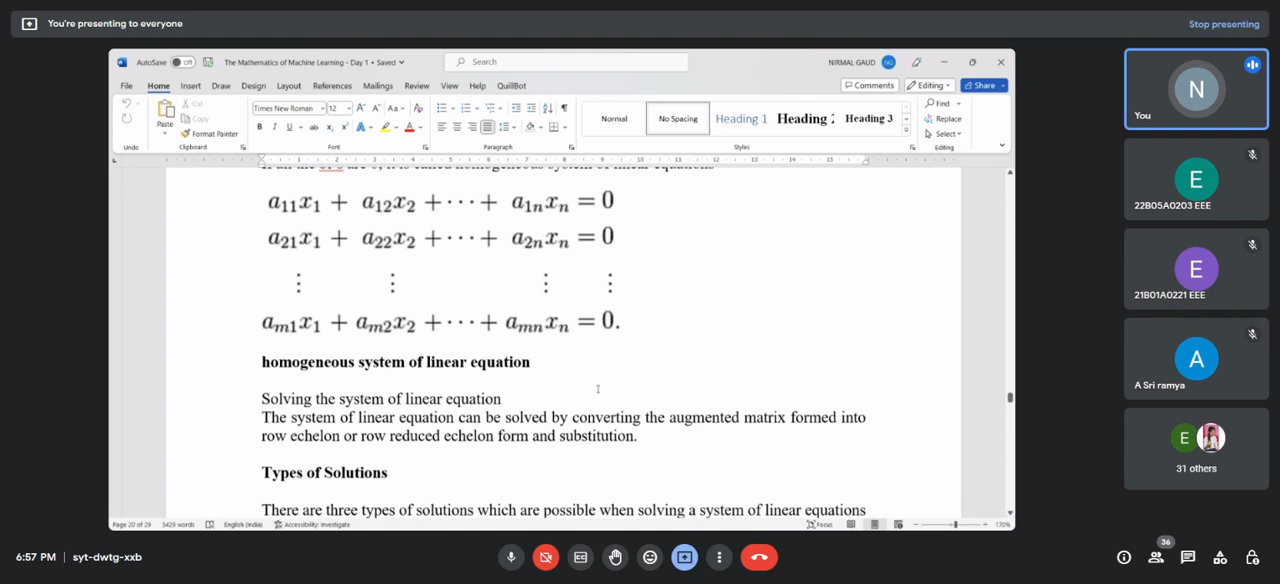 You're presenting to everyone
Stop presenting
AutoSave Off The Mathematics of Machine Learning - Day 1 • Saved
Search
NIRMAL GAUD NG
File Home Insert Draw Design Layout References Mailings Review View Help QuillBot
Comments Editing Share
Paste Cut Copy Format Painter
Times New Roman 12
Normal No Spacing Heading 1 Heading 2 Heading 3
Find Replace Select
Undo Clipboard Font Paragraph Styles Editing
a11x1 + a12x2 + ··· + a1nxn = 0
a21x1 + a22x2 + ··· + a2nxn = 0
⋮ ⋮ ⋮ ⋮
am1x1 + am2x2 + ··· + amnxn = 0.
homogeneous system of linear equation
Solving the system of linear equation
The system of linear equation can be solved by converting the augmented matrix formed into
row echelon or row reduced echelon form and substitution.
Types of Solutions
There are three types of solutions which are possible when solving a system of linear equations
Page 20 of 29 5429 words English (India) Accessibility: Investigate Focus 170%
N
You
E
22B05A0203 EEE
E
21B01A0221 EEE
A
A Sri ramya
E
31 others
6:57 PM | syt-dwtg-xxb
36